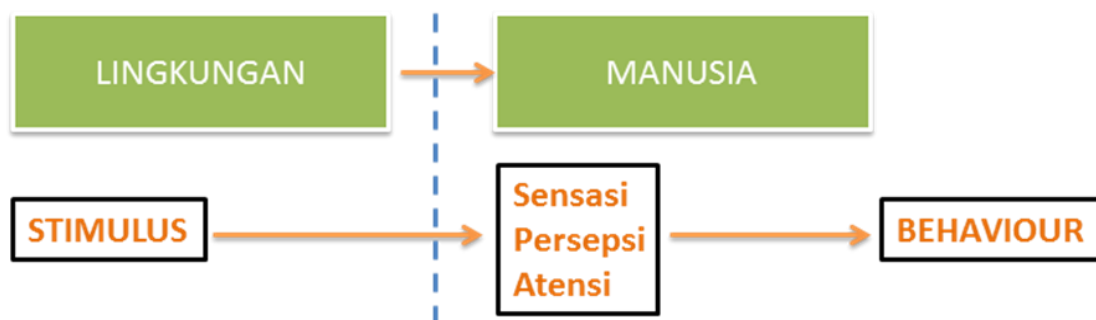 LINGKUNGAN
MANUSIA
STIMULUS
Sensasi
Persepsi
Atensi
BEHAVIOUR